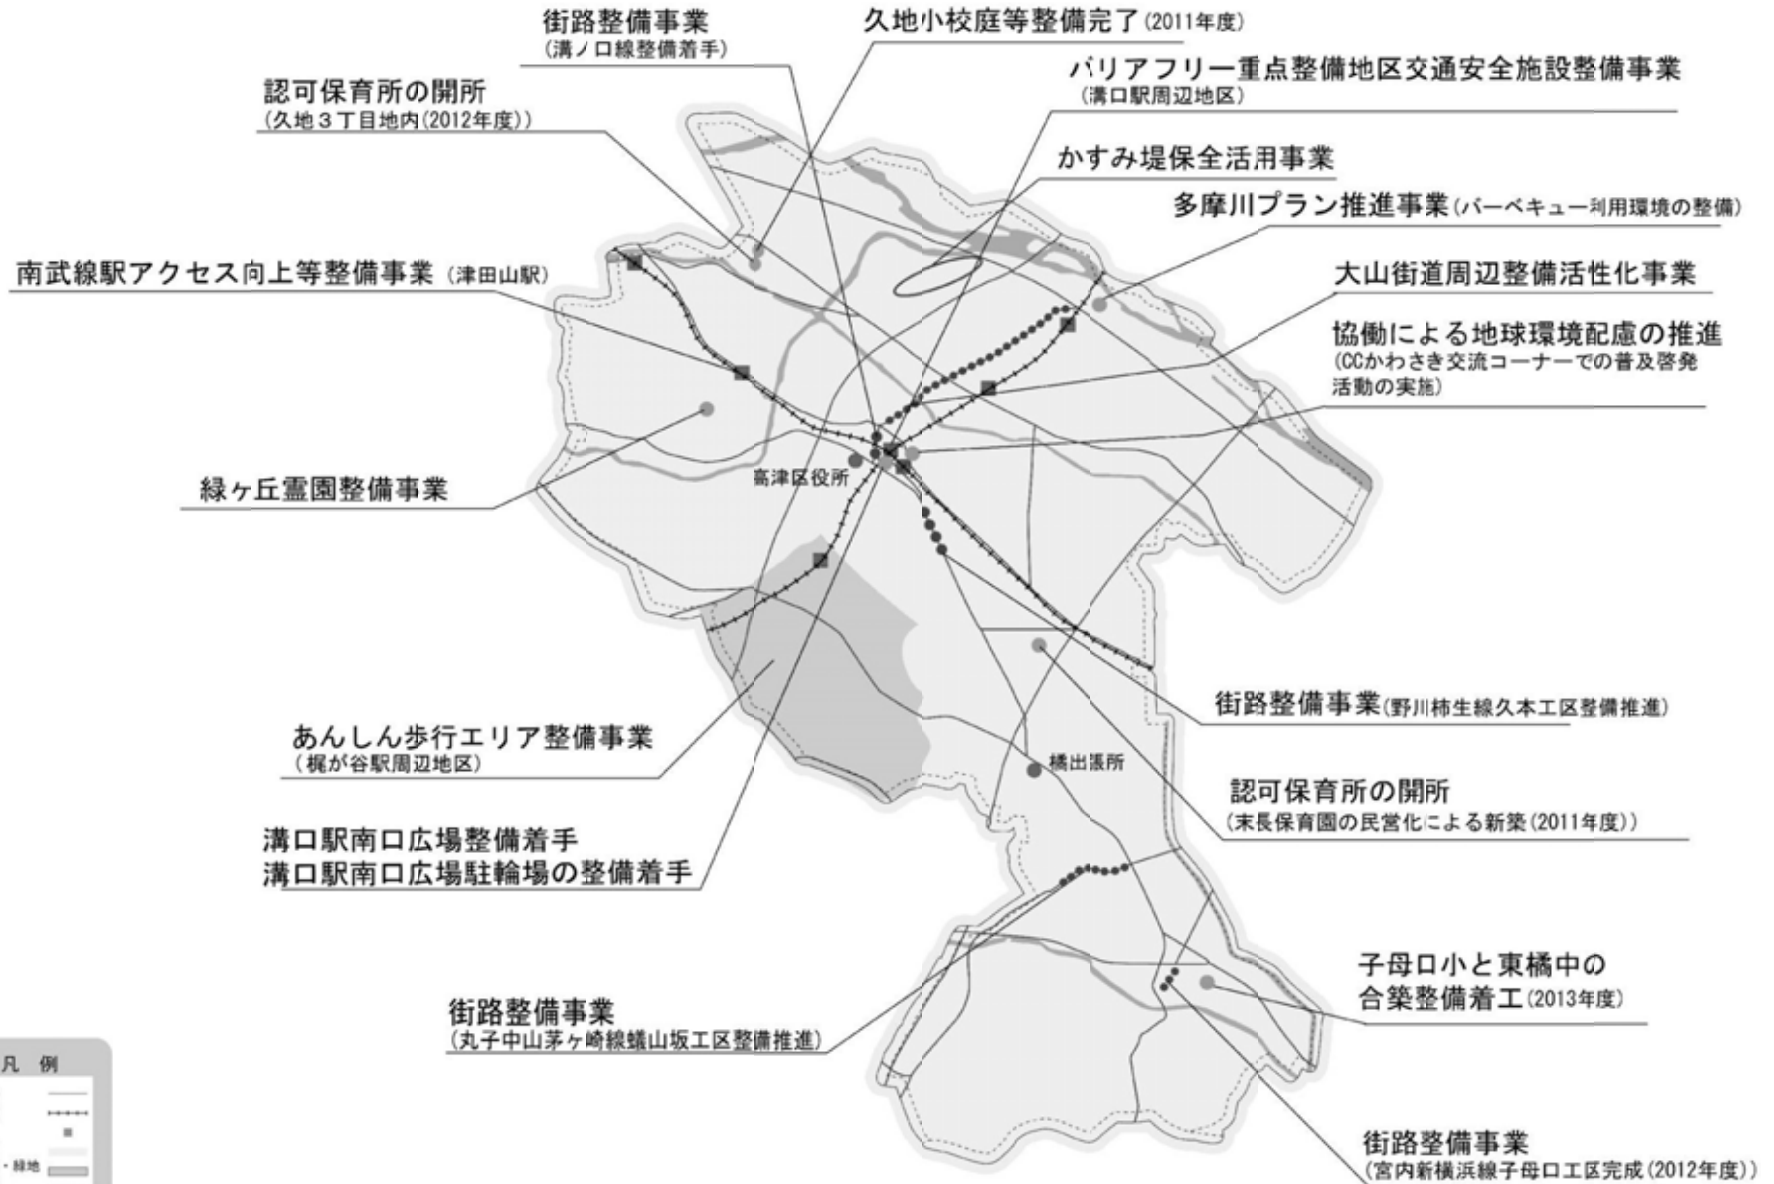 街路整備事業
(溝ノ口線整備着手)
久地小校庭等整備完了(2011年度)
バリアフリー重点整備地区交通安全施設整備事業
(溝口駅周辺地区)
認可保育所の開所
(久地3丁目地内(2012年度))
かすみ堤保全活用事業
多摩川プラン推進事業(バーベキュー利用環境の整備)
南武線駅アクセス向上等整備事業(津田山駅)
大山街道周辺整備活性化事業
協働による地球環境配慮の推進
(CCかわさき交流コーナーでの普及啓発
活動の実施)
緑ヶ丘霊園整備事業
高津区役所
街路整備事業(野川柿生線久本工区整備推進)
あんしん歩行エリア整備事業
(梶が谷駅周辺地区)
橘出張所
認可保育所の開所
(末長保育園の民営化による新築(2011年度))
溝口駅南口広場整備着手
溝口駅南口広場駐輪場の整備着手
子母口小と東橘中の
合築整備着工(2013年度)
街路整備事業
(丸子中山茅ヶ崎線蟻山坂工区整備推進)
凡 例
・緑地
街路整備事業
(宮内新横浜線子母口工区完成(2012年度))